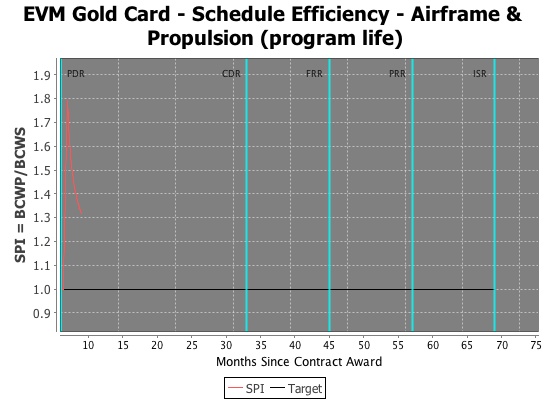 EVM Gold Card - Schedule Efficiency - Airframe &
Propulsion (program life)
SPI = BCWP/BCWS
1.9
1.8
1.7
1.6
1.5
1.4
1.3
1.2
1.1
1.0
0.9
PDR CDR FRR PRR ISR
10 15 20 25 30 35 40 45 50 55 60 65 70 75
Months Since Contract Award
SPI Target